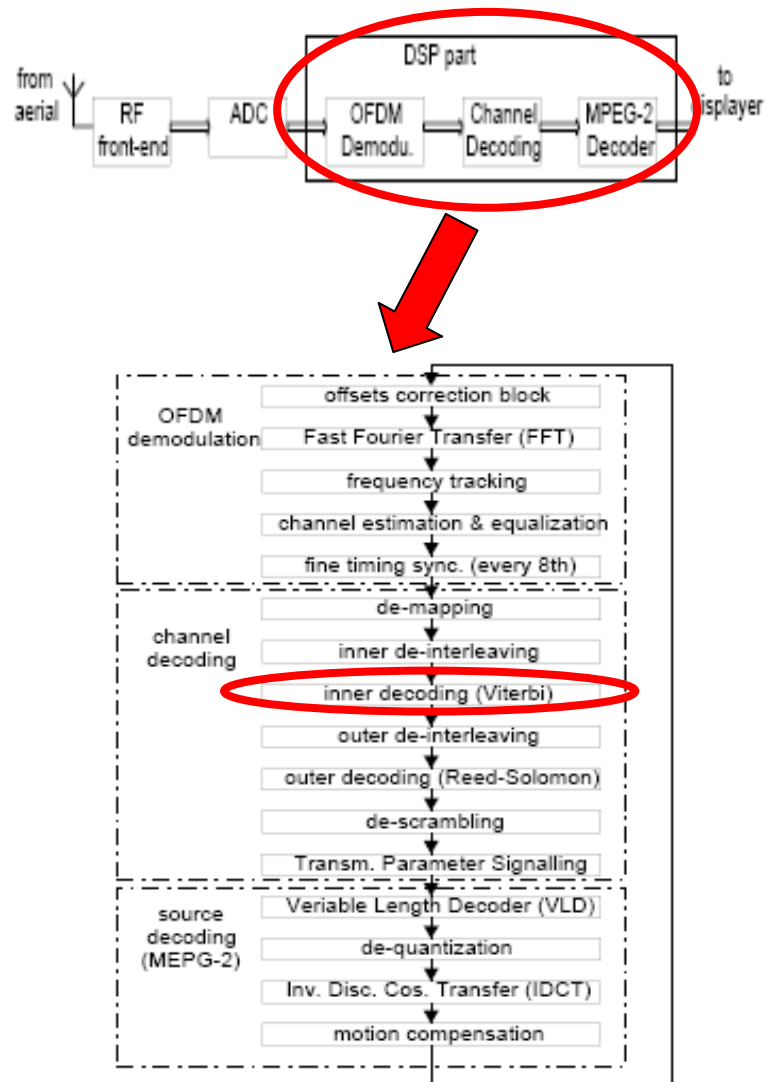 DSP part
from
aerial
RF
front-end
ADC
OFDM
Demodu.
Channel
Decoding
MPEG-2
Decoder
to
displayer
OFDM
demodulation
offsets correction block
Fast Fourier Transfer (FFT)
frequency tracking
channel estimation & equalization
fine timing sync. (every 8th)
channel
decoding
de-mapping
inner de-interleaving
inner decoding (Viterbi)
outer de-interleaving
outer decoding (Reed-Solomon)
de-scrambling
Transm. Parameter Signalling
source
decoding
(MEPG-2)
Veriable Length Decoder (VLD)
de-quantization
Inv. Disc. Cos. Transfer (IDCT)
motion compensation